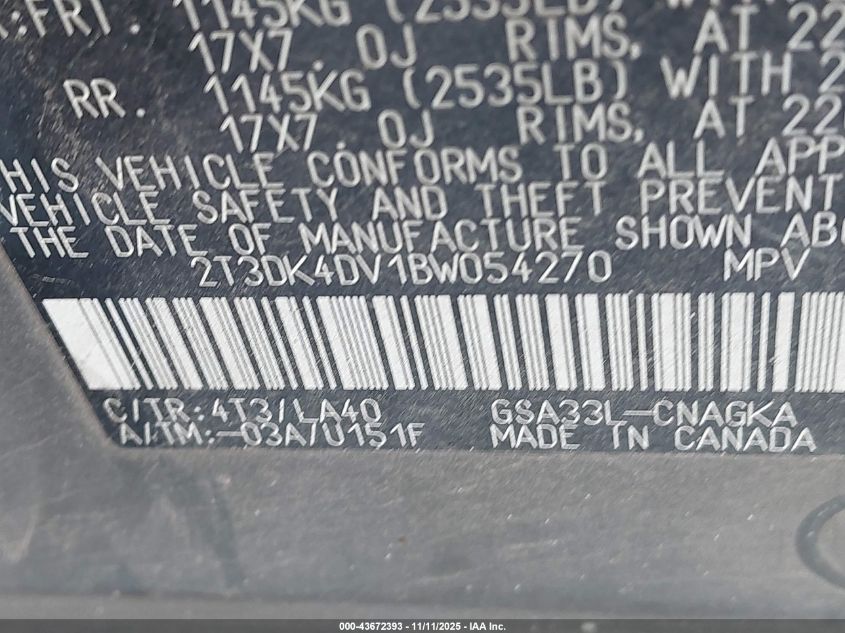 FRT. 1145KG (2535LB)
17X7.0J RIMS, AT 22
RR. 1145KG (2535LB) WITH 2
17X7.0J RIMS, AT 22
HIS VEHICLE CONFORMS TO ALL APP
VEHICLE SAFETY AND THEFT PREVENT
THE DATE OF MANUFACTURE SHOWN AB
2T3DK4DV1BW054270 MPV
C/TR:4T3/LA40 GSA33L-CNAGKA
A/TM:-03A/U151F MADE IN CANADA
000-43672393 - 11/11/2025 - IAA Inc.